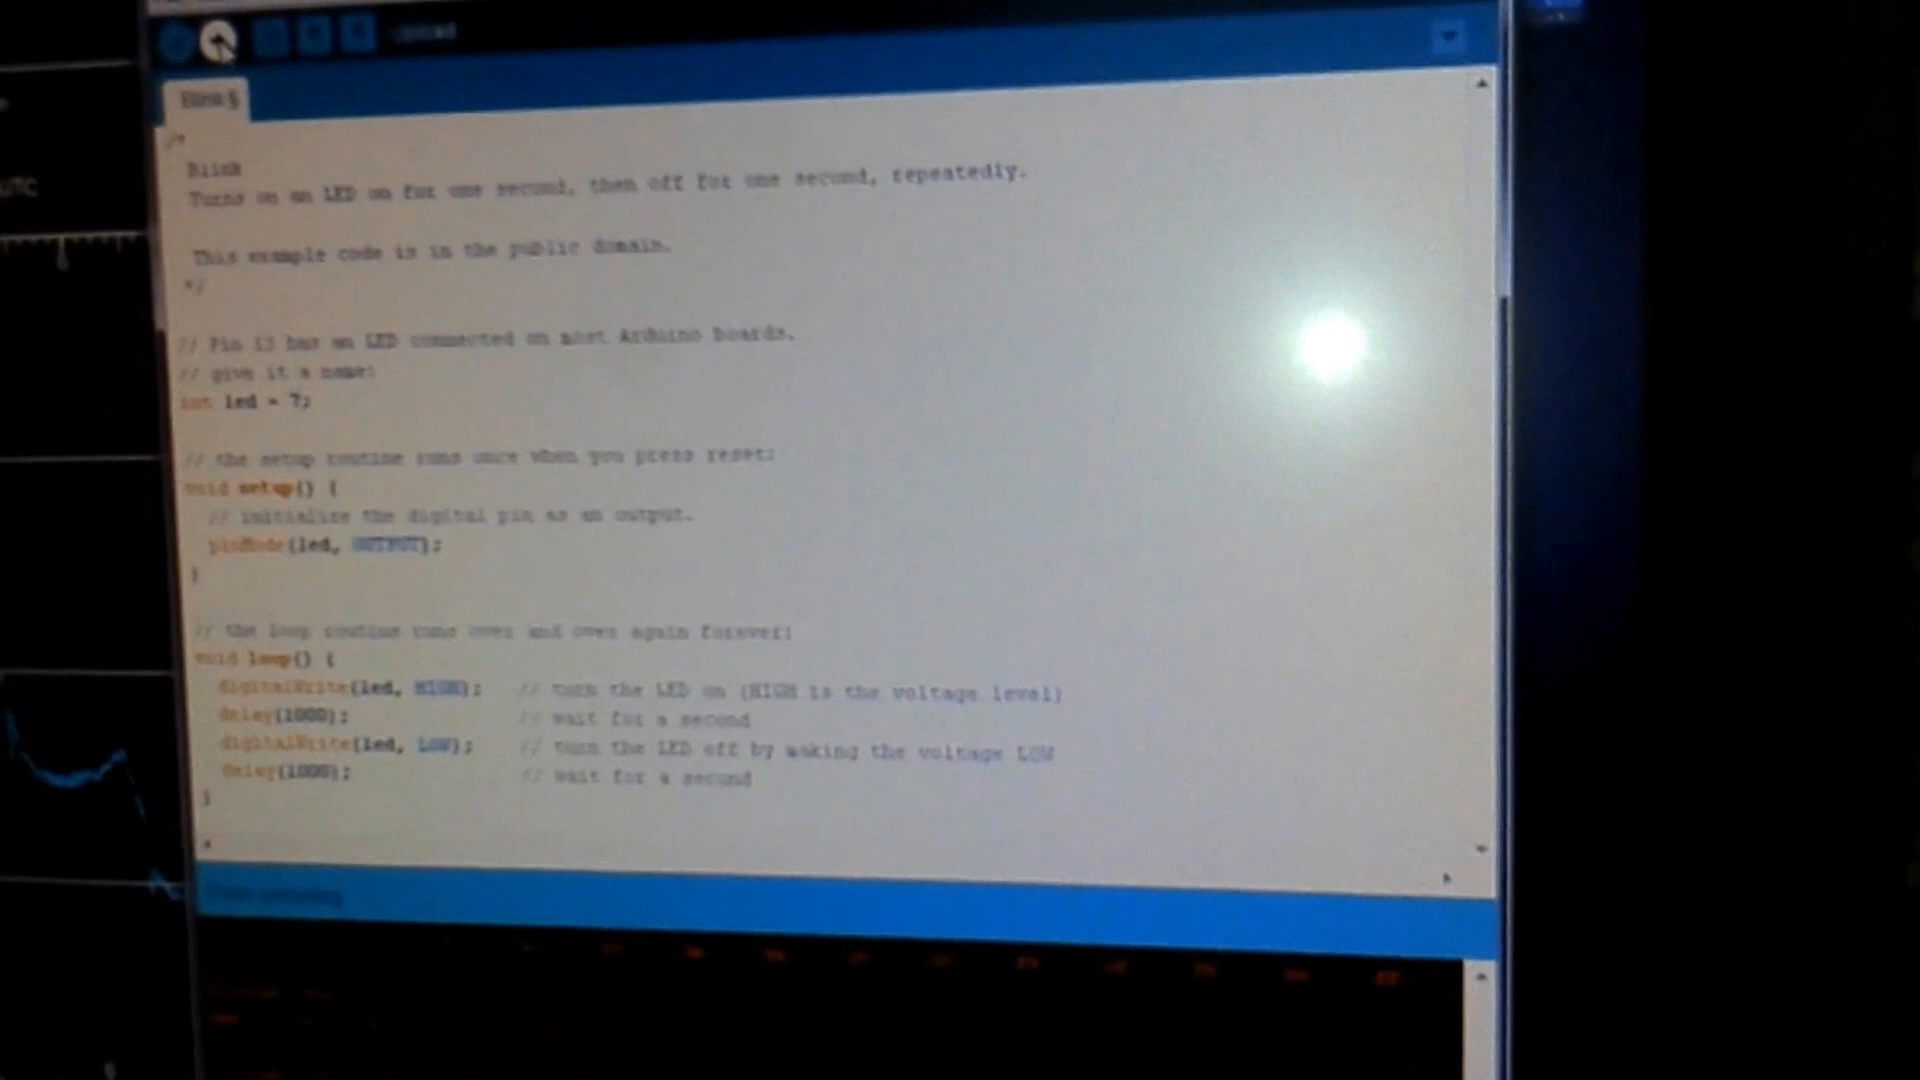 Upload
Blink §
UTC
/*
Blink
Turns on an LED on for one second, then off for one second, repeatedly.
This example code is in the public domain.
*/
// Pin 13 has an LED connected on most Arduino boards.
// give it a name:
int led = 7;
// the setup routine runs once when you press reset:
void setup() {
// initialize the digital pin as an output.
pinMode(led, OUTPUT);
}
// the loop routine runs over and over again forever:
void loop() {
digitalWrite(led, HIGH); // turn the LED on (HIGH is the voltage level)
delay(1000); // wait for a second
digitalWrite(led, LOW); // turn the LED off by making the voltage LOW
delay(1000); // wait for a second
}
Done uploading